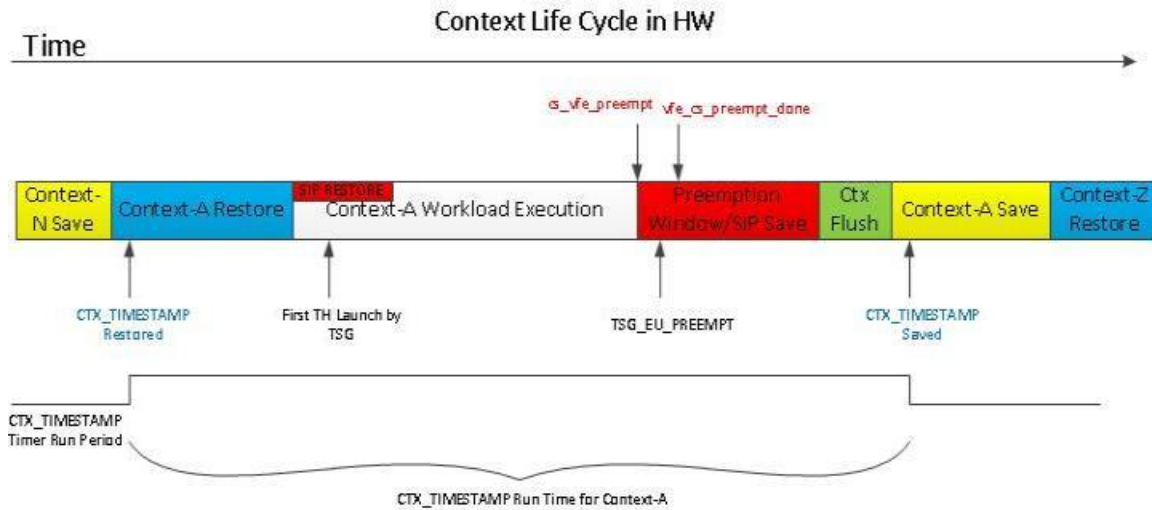 Context Life Cycle in HW
Time
cs_vfe_preempt
vfe_cs_preempt_done
Context-
N Save
Context-A Restore
SIP RESTORE
Context-A Workload Execution
Preemption
Window/SIP Save
Ctx
Flush
Context-A Save
Context-Z
Restore
CTX_TIMESTAMP
Restored
First TH Launch by
TSG
TSG_EU_PREEMPT
CTX_TIMESTAMP
Saved
CTX_TIMESTAMP
Timer Run Period
CTX_TIMESTAMP Run Time for Context-A